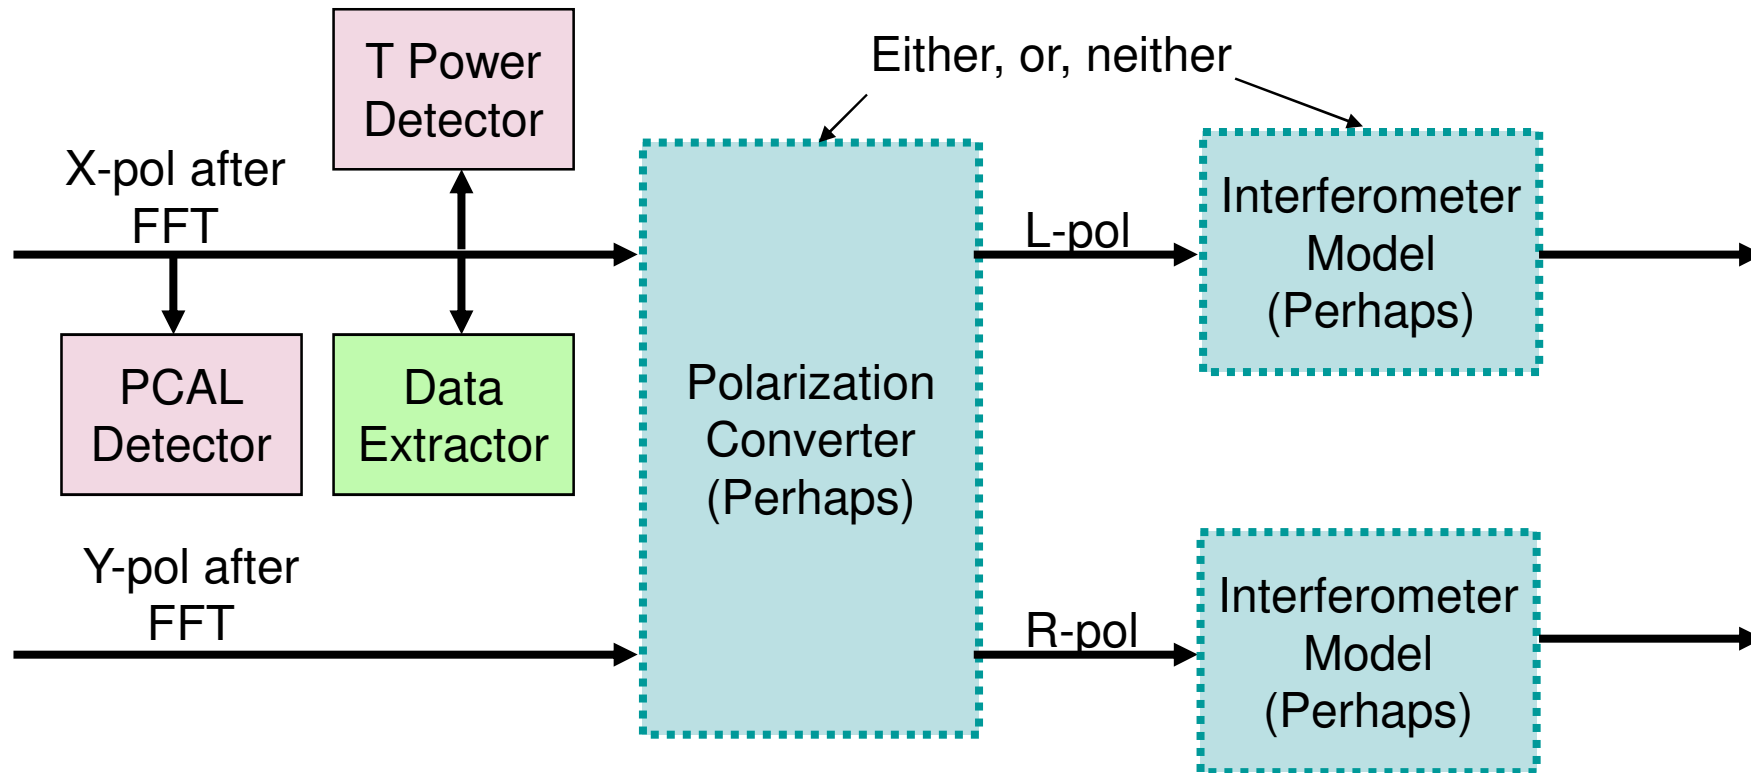 T Power
Detector
Either, or, neither
X-pol after
FFT
PCAL
Detector
Data
Extractor
Y-pol after
FFT
Polarization
Converter
(Perhaps)
L-pol
R-pol
Interferometer
Model
(Perhaps)
Interferometer
Model
(Perhaps)